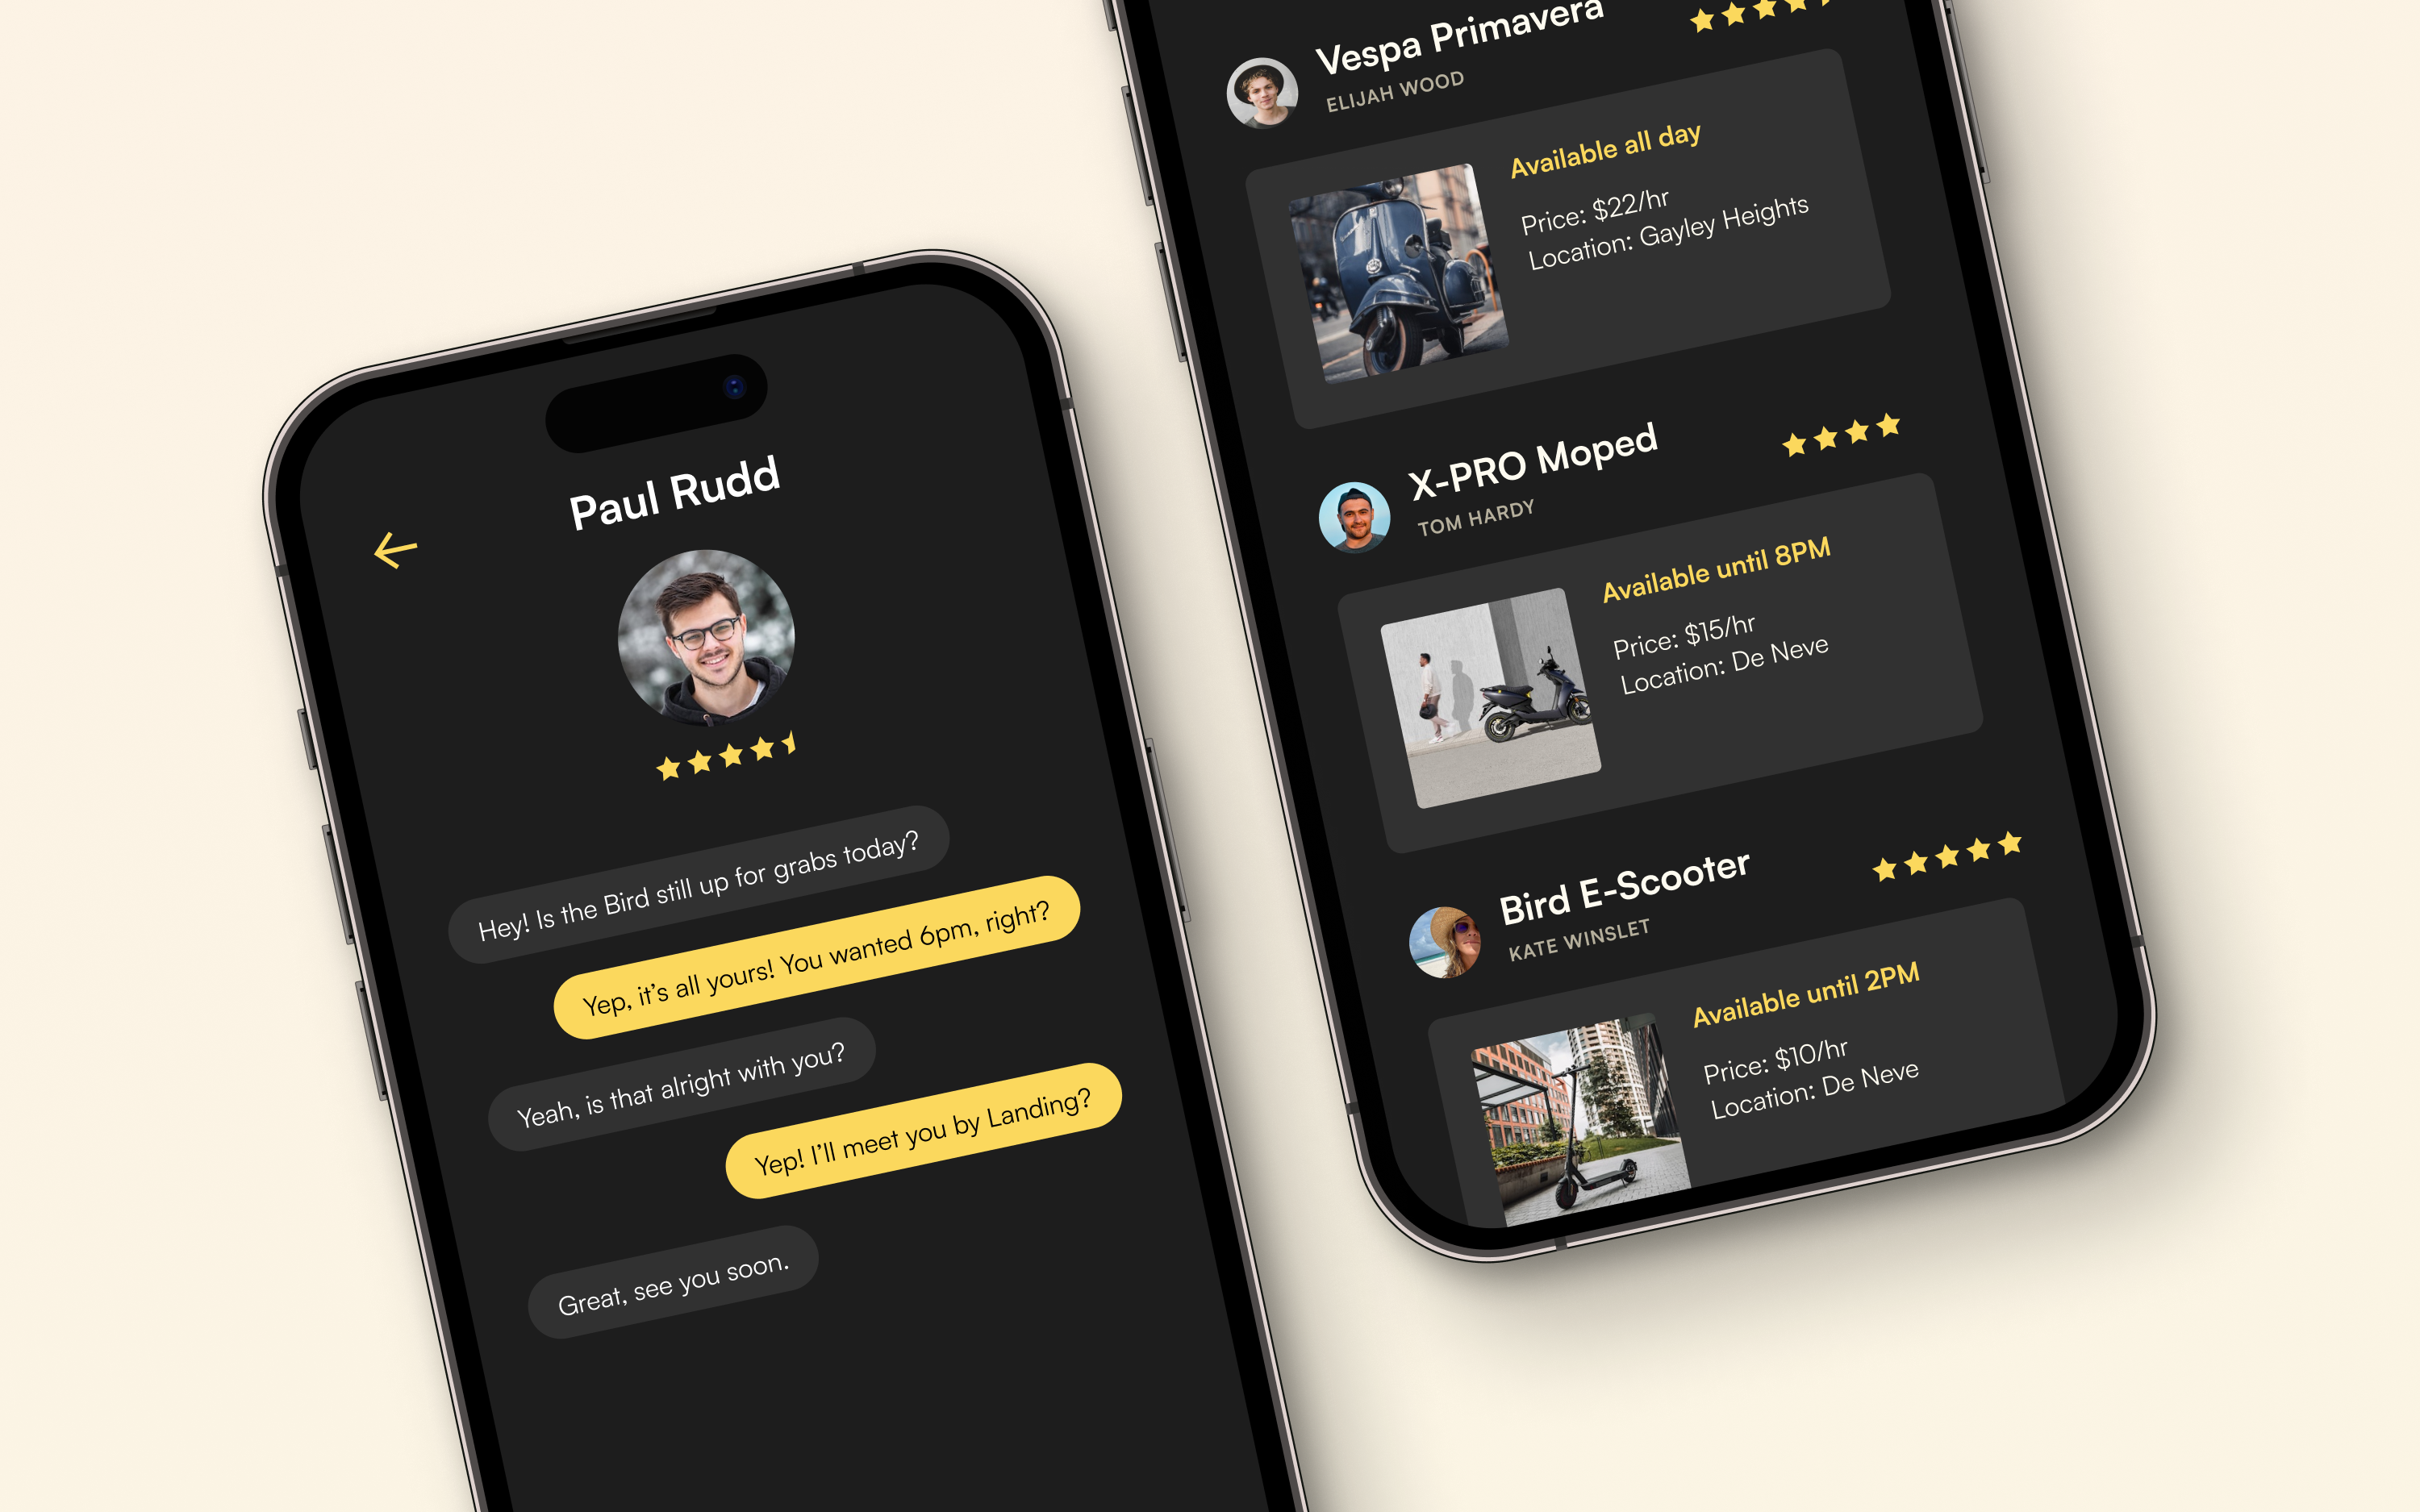 Paul Rudd
Hey! Is the Bird still up for grabs today?
Yep, it's all yours! You wanted 6pm, right?
Yeah, is that alright with you?
Yep! I'll meet you by Landing?
Great, see you soon.
Vespa Primavera
ELIJAH WOOD
Available all day
Price: $22/hr
Location: Gayley Heights
X-PRO Moped
TOM HARDY
Available until 8PM
Price: $15/hr
Location: De Neve
Bird E-Scooter
KATE WINSLET
Available until 2PM
Price: $10/hr
Location: De Neve